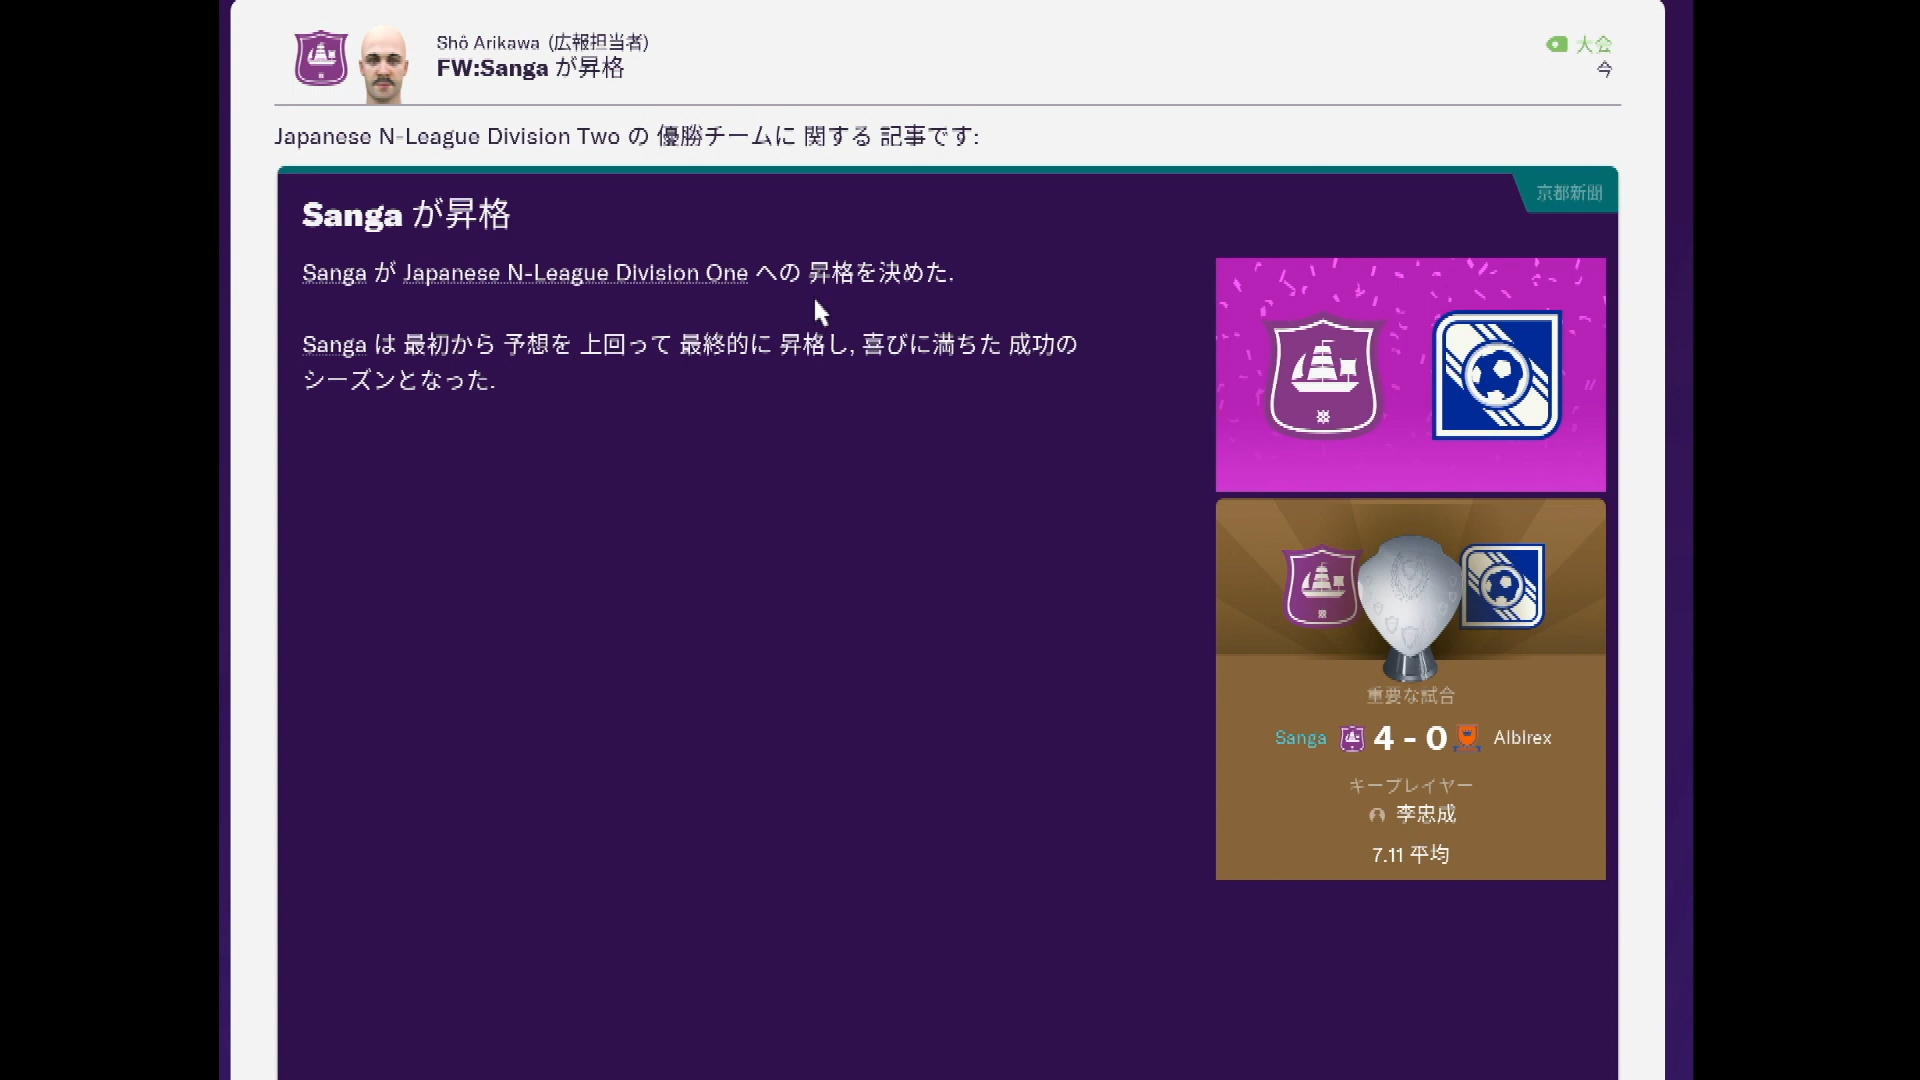 Shō Arikawa (広報担当者)
FW:Sanga が昇格
大会
今
Japanese N-League Division Two の 優勝チームに 関する 記事です:
京都新聞
Sanga が昇格
Sanga が Japanese N-League Division One への 昇格を決めた.
Sanga は 最初から 予想を 上回って 最終的に 昇格し, 喜びに満ちた 成功の
シーズンとなった.
重要な試合
Sanga 4 - 0 Albirex
キープレイヤー
李忠成
7.11 平均